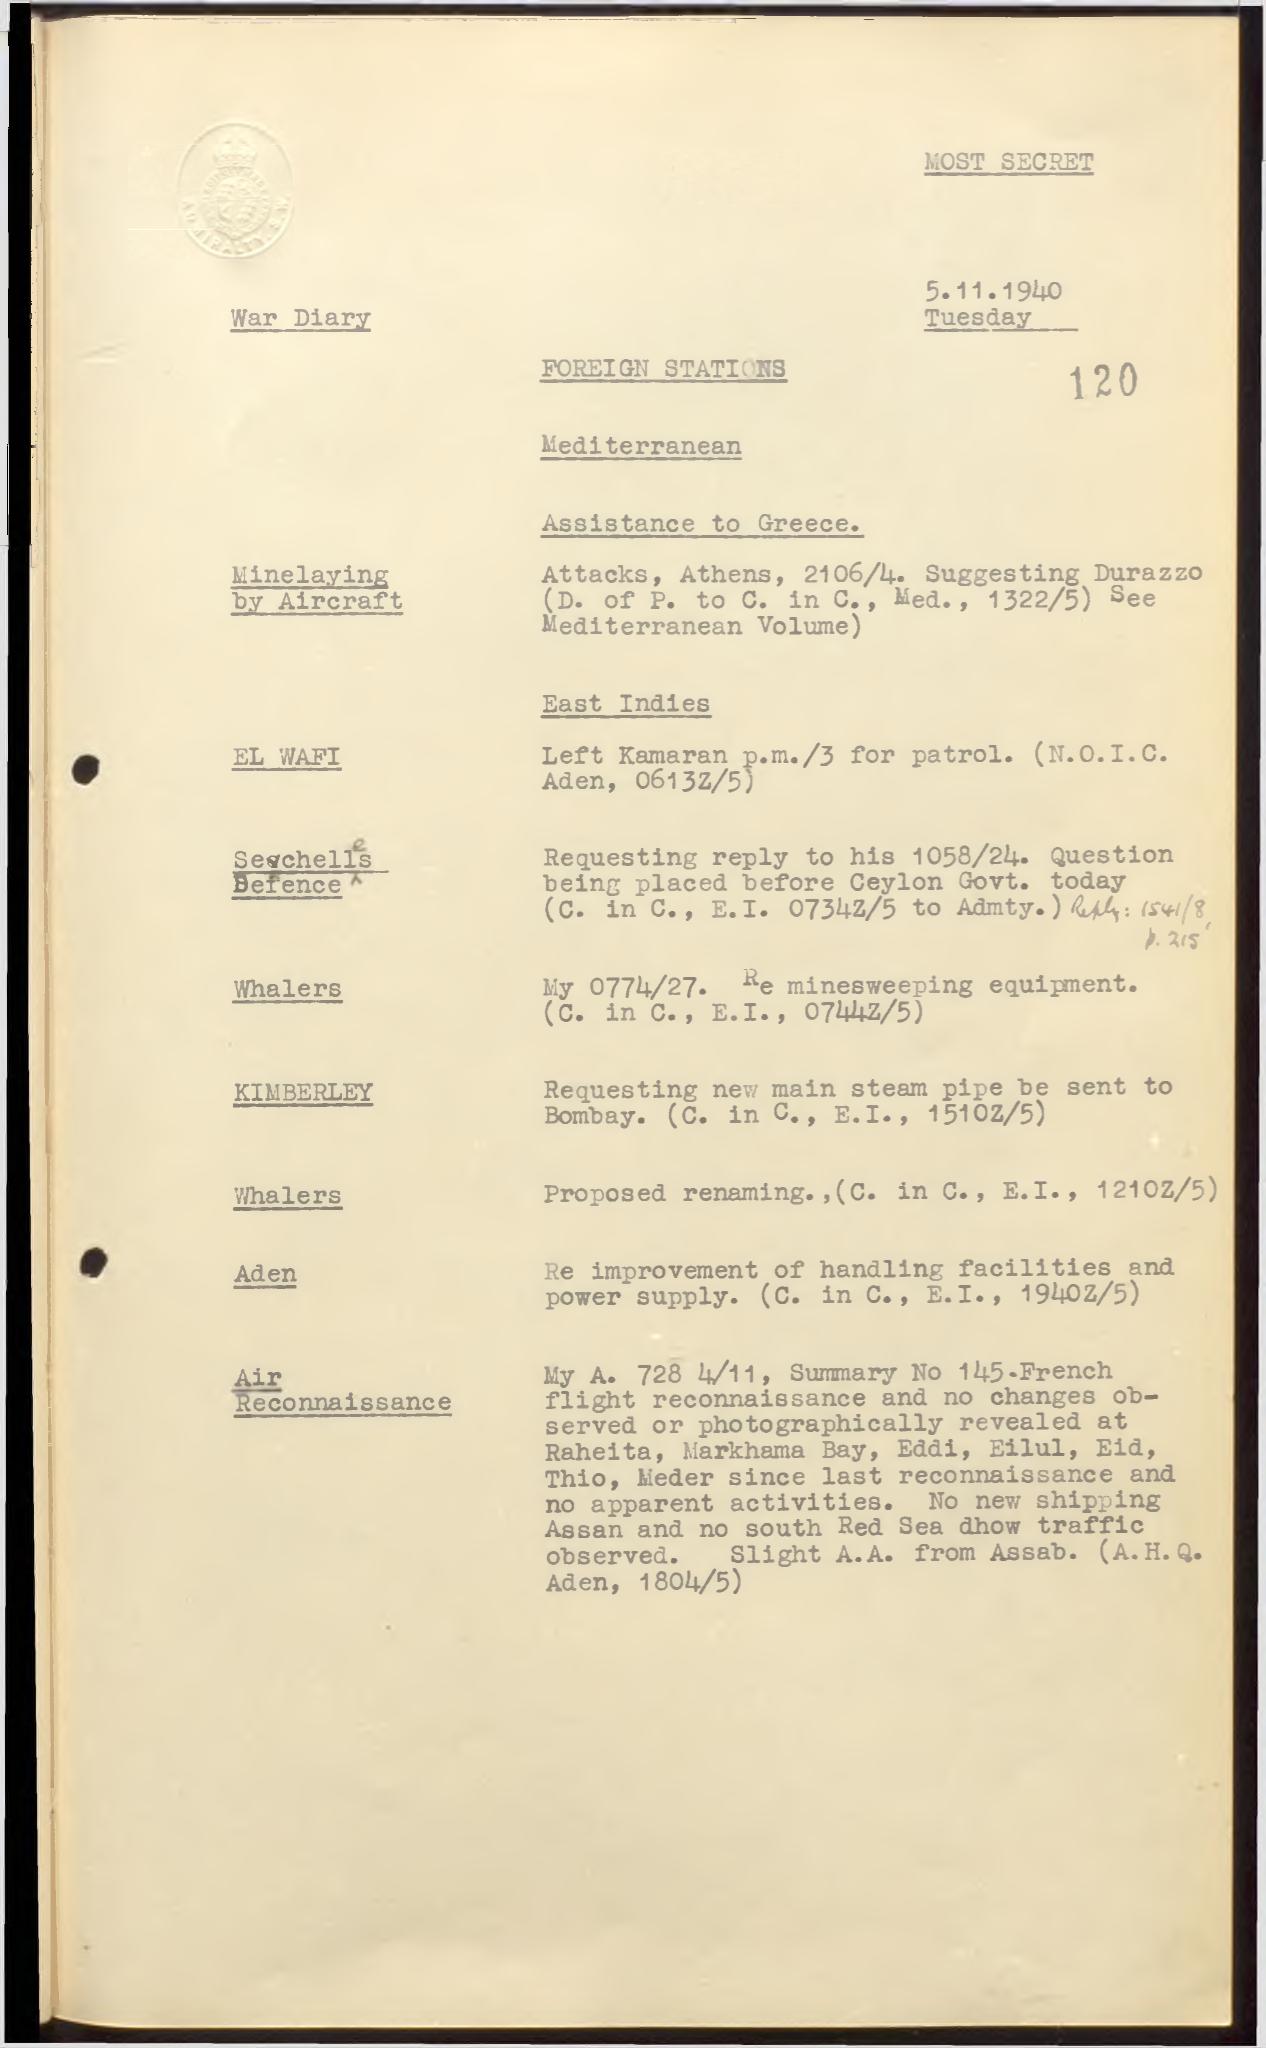 MOST SECRET
ADMIRALTY. S.W.
5.11.1940
War Diary
Tuesday
FOREIGN STATIONS
120
Mediterranean
Assistance to Greece.
Minelaying
by Aircraft
Attacks, Athens, 2106/4. Suggesting Durazzo
(D. of P. to C. in C., Med., 1322/5) See
Mediterranean Volume)
East Indies
EL WAFI
Left Kamaran p.m./3 for patrol. (N.O.I.C.
Aden, 0613Z/5)
Seychelles
Defence
Requesting reply to his 1058/24. Question
being placed before Ceylon Govt. today
(C. in C., E.I. 0734Z/5 to Admty.) Reply: 1541/8
p. 215
Whalers
My 0774/27. Re minesweeping equipment.
(C. in C., E.I., 0744Z/5)
KIMBERLEY
Requesting new main steam pipe be sent to
Bombay. (C. in C., E.I., 1510Z/5)
Whalers
Proposed renaming.,(C. in C., E.I., 1210Z/5)
Aden
Re improvement of handling facilities and
power supply. (C. in C., E.I., 1940Z/5)
Air
Reconnaissance
My A. 728 4/11, Summary No 145-French
flight reconnaissance and no changes ob-
served or photographically revealed at
Raheita, Markhama Bay, Eddi, Eilul, Eid,
Thio, Meder since last reconnaissance and
no apparent activities. No new shipping
Assan and no south Red Sea dhow traffic
observed. Slight A.A. from Assab. (A.H.Q.
Aden, 1804/5)